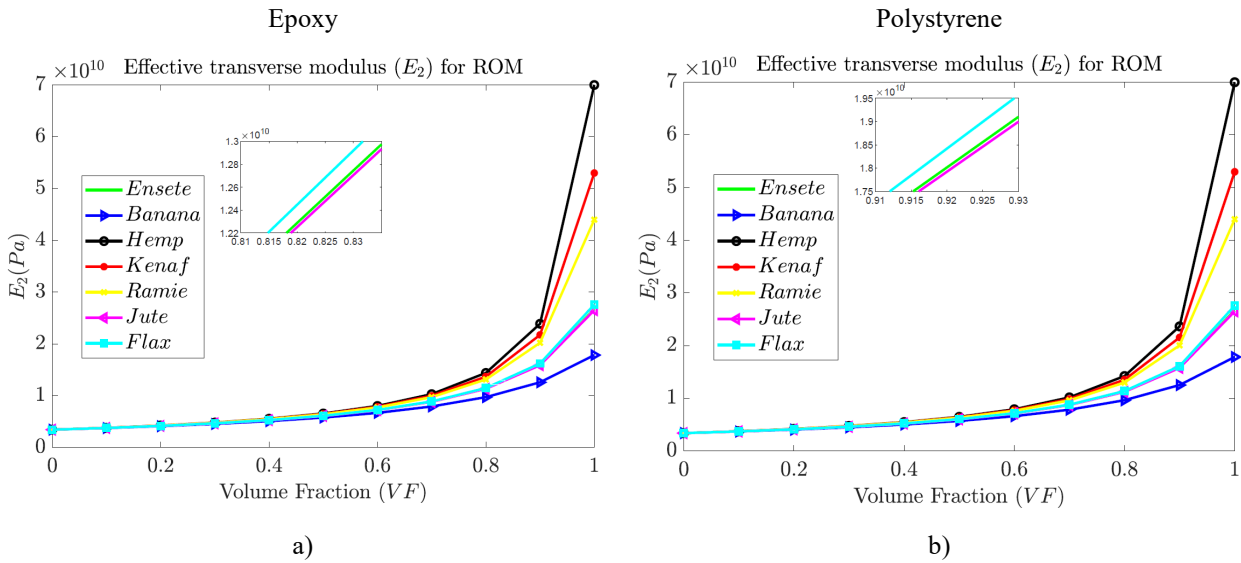 Epoxy
Polystyrene
×10^10
Effective transverse modulus (E₂) for ROM
7
6
5
4
3
2
1
0
E₂(Pa)
0
0.2
0.4
0.6
0.8
1
Volume Fraction (VF)
Ensete
Banana
Hemp
Kenaf
Ramie
Jute
Flax
×10^10
1.3
1.28
1.26
1.24
1.22
0.81
0.815
0.82
0.825
0.83
a)
×10^10
Effective transverse modulus (E₂) for ROM
7
6
5
4
3
2
1
0
E₂(Pa)
0
0.2
0.4
0.6
0.8
1
Volume Fraction (VF)
Ensete
Banana
Hemp
Kenaf
Ramie
Jute
Flax
×10^10
1.95
1.9
1.85
1.8
1.75
0.91
0.915
0.92
0.925
0.93
b)